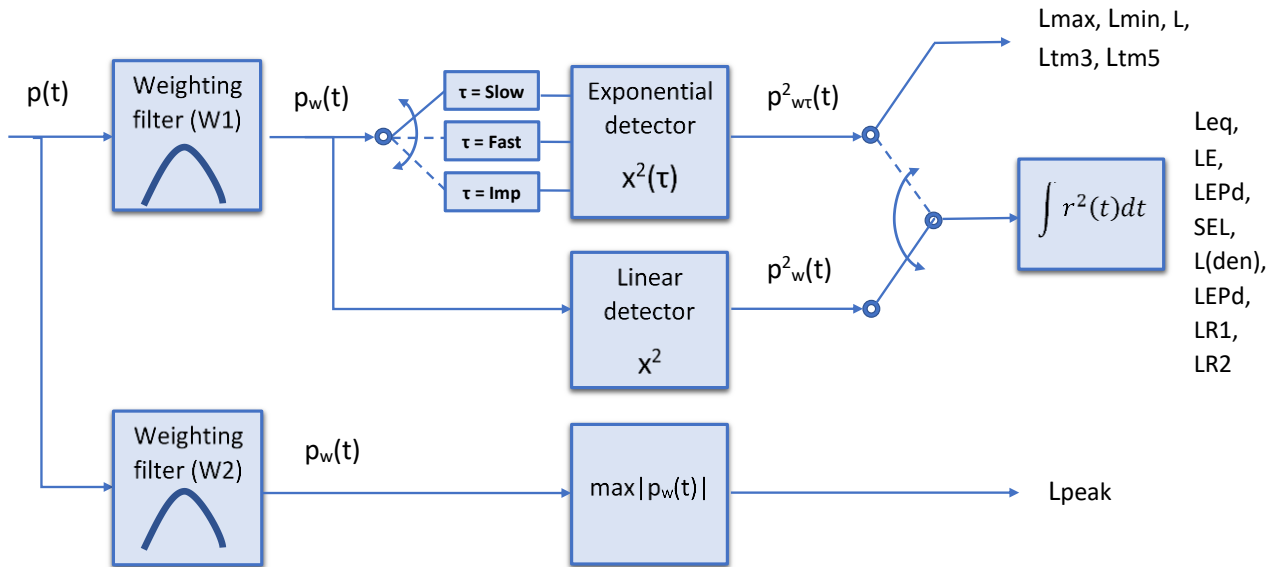 Lmax, Lmin, L,
Ltm3, Ltm5
p(t)
Weighting
filter (W1)
pw(t)
τ = Slow
τ = Fast
τ = Imp
Exponential
detector
x²(τ)
p²wτ(t)
∫ r²(t)dt
Leq,
LE,
LEPd,
SEL,
L(den),
LEPd,
LR1,
LR2
Linear
detector
x²
p²w(t)
Weighting
filter (W2)
pw(t)
max|pw(t)|
Lpeak